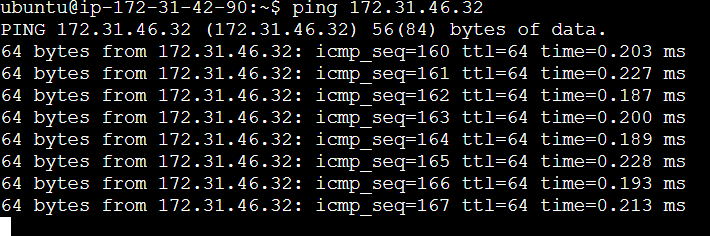 ubuntu@ip-172-31-42-90:~$ ping 172.31.46.32
PING 172.31.46.32 (172.31.46.32) 56(84) bytes of data.
64 bytes from 172.31.46.32: icmp_seq=160 ttl=64 time=0.203 ms
64 bytes from 172.31.46.32: icmp_seq=161 ttl=64 time=0.227 ms
64 bytes from 172.31.46.32: icmp_seq=162 ttl=64 time=0.187 ms
64 bytes from 172.31.46.32: icmp_seq=163 ttl=64 time=0.200 ms
64 bytes from 172.31.46.32: icmp_seq=164 ttl=64 time=0.189 ms
64 bytes from 172.31.46.32: icmp_seq=165 ttl=64 time=0.228 ms
64 bytes from 172.31.46.32: icmp_seq=166 ttl=64 time=0.193 ms
64 bytes from 172.31.46.32: icmp_seq=167 ttl=64 time=0.213 ms